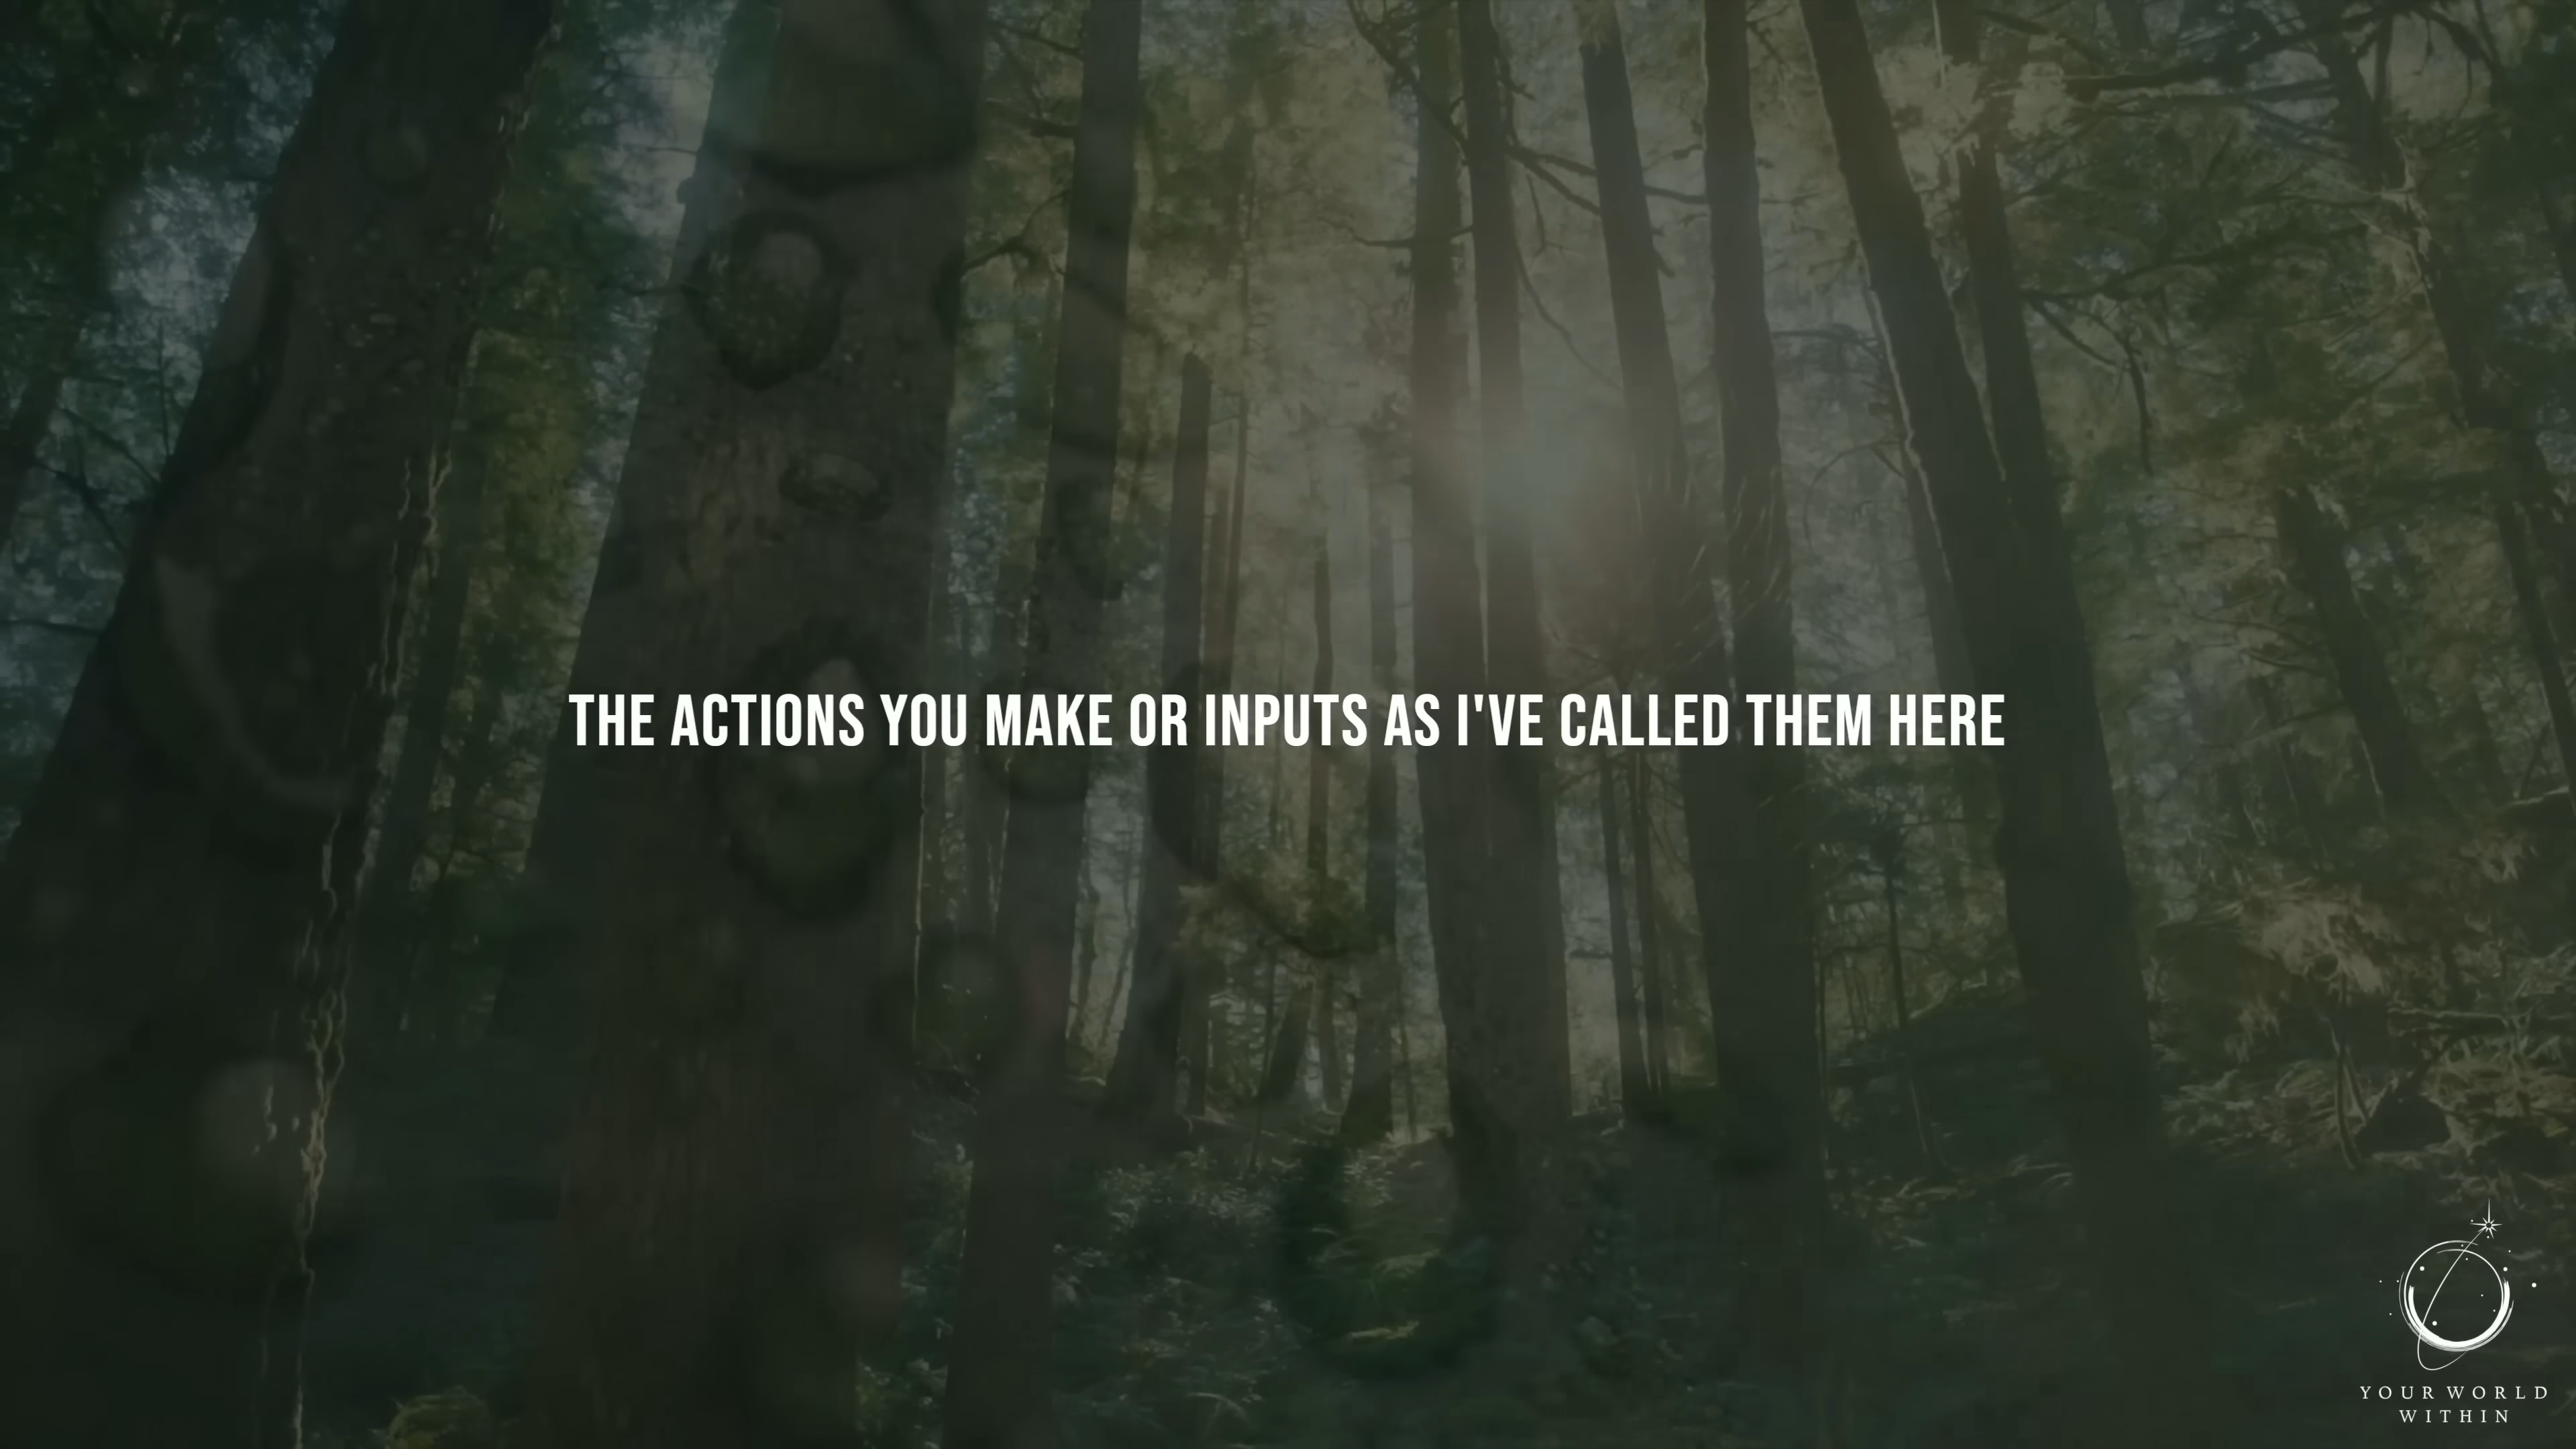 THE ACTIONS YOU MAKE OR INPUTS AS I'VE CALLED THEM HERE
YOUR WORLD
WITHIN